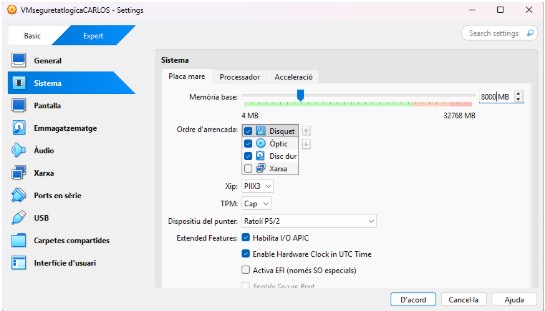 VMseguretatlogicaCARLOS - Settings
Basic Expert
Search settings
General
Sistema
Pantalla
Emmagatzematge
Àudio
Xarxa
Ports en sèrie
USB
Carpetes compartides
Interfície d'usuari
Sistema
Placa mare Processador Acceleració
Memòria base: 8000 MB
4 MB 32768 MB
Ordre d'arrencada: Disquet
Òptic
Disc dur
Xarxa
Xip: PIIX3
TPM: Cap
Dispositiu del punter: Ratolí PS/2
Extended Features: Habilita I/O APIC
Enable Hardware Clock in UTC Time
Activa EFI (només SO especials)
Enable Secure Boot
D'acord Cancel·la Ajuda